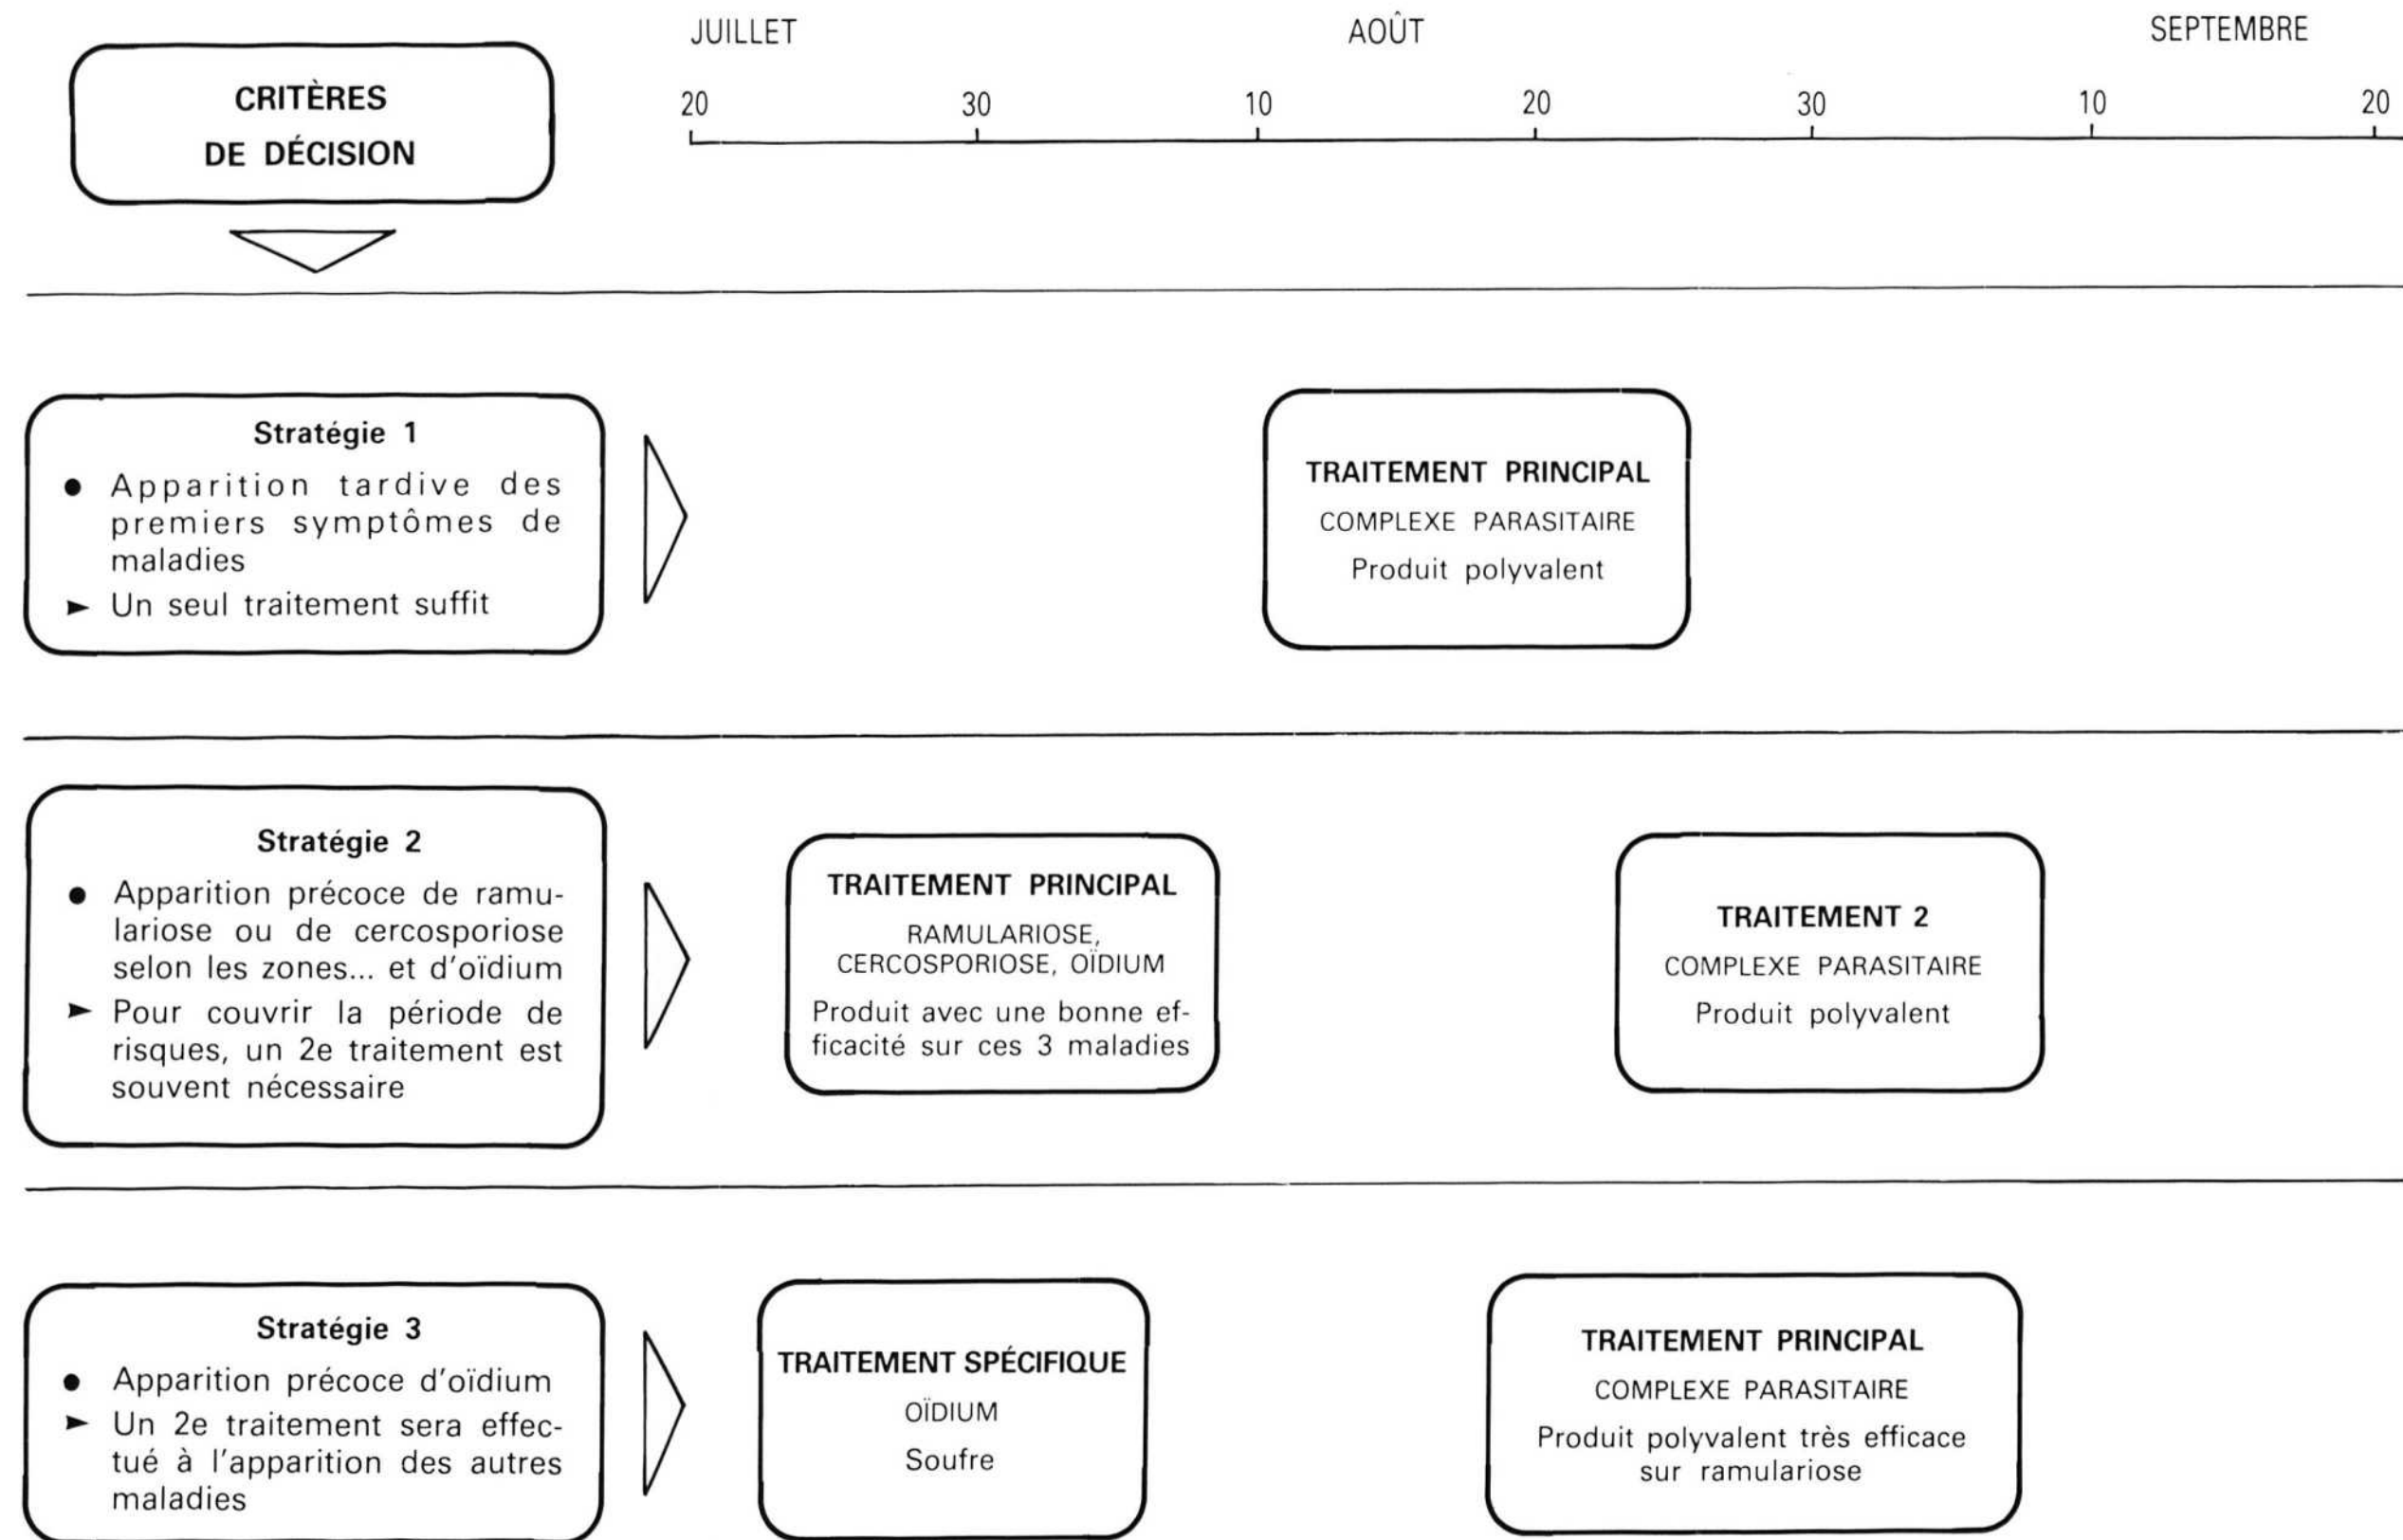 JUILLET AOÛT SEPTEMBRE
20 30 10 20 30 10 20
CRITÈRES
DE DÉCISION
Stratégie 1
● Apparition tardive des
premiers symptômes de
maladies
► Un seul traitement suffit
TRAITEMENT PRINCIPAL
COMPLEXE PARASITAIRE
Produit polyvalent
Stratégie 2
● Apparition précoce de ramu-
lariose ou de cercosporiose
selon les zones... et d'oïdium
► Pour couvrir la période de
risques, un 2e traitement est
souvent nécessaire
TRAITEMENT PRINCIPAL
RAMULARIOSE,
CERCOSPORIOSE, OÏDIUM
Produit avec une bonne ef-
ficacité sur ces 3 maladies
TRAITEMENT 2
COMPLEXE PARASITAIRE
Produit polyvalent
Stratégie 3
● Apparition précoce d'oïdium
► Un 2e traitement sera effec-
tué à l'apparition des autres
maladies
TRAITEMENT SPÉCIFIQUE
OÏDIUM
Soufre
TRAITEMENT PRINCIPAL
COMPLEXE PARASITAIRE
Produit polyvalent très efficace
sur ramulariose